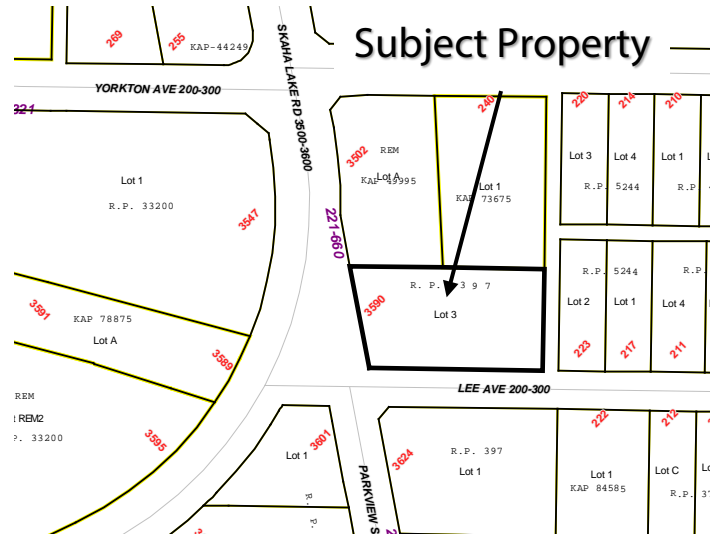 Subject Property
269
255
KAP-44249
SKAHA LAKE RD 3500-3600
YORKTON AVE 200-300
321
240
220
214
210
3502
REM
Lot A
KAP 49995
Lot 1
KAP 73675
Lot 3
Lot 4
Lot 1
R.P. 5244
R.P.
Lot 1
R.P. 33200
3547
221-660
R.P. 5244
R.P.
Lot 2
Lot 1
Lot 4
223
217
211
R. P. 3 9 7
3590
Lot 3
3591
KAP 78875
Lot A
3589
LEE AVE 200-300
REM
REM2
P. 33200
3595
Lot 1
3601
R. P.
PARKVIEW S
3624
R.P. 397
Lot 1
222
Lot 1
KAP 84585
212
Lot C
R.P. 37